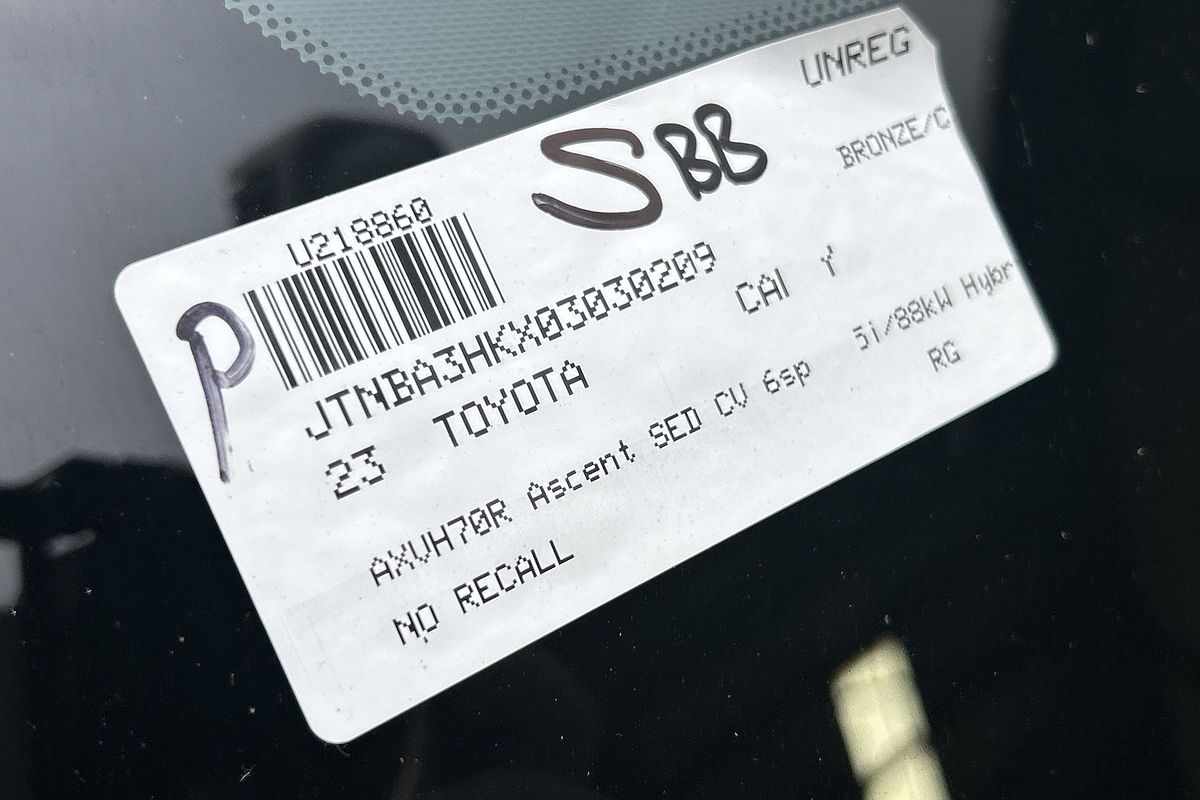 UNREG
SBB
BRONZE/C
U218860
P
JTNBA3HKX03030209
23 TOYOTA CAI Y
AXVH70R Ascent SED CV 6sp 5i/88kW Hybr
NO RECALL RG